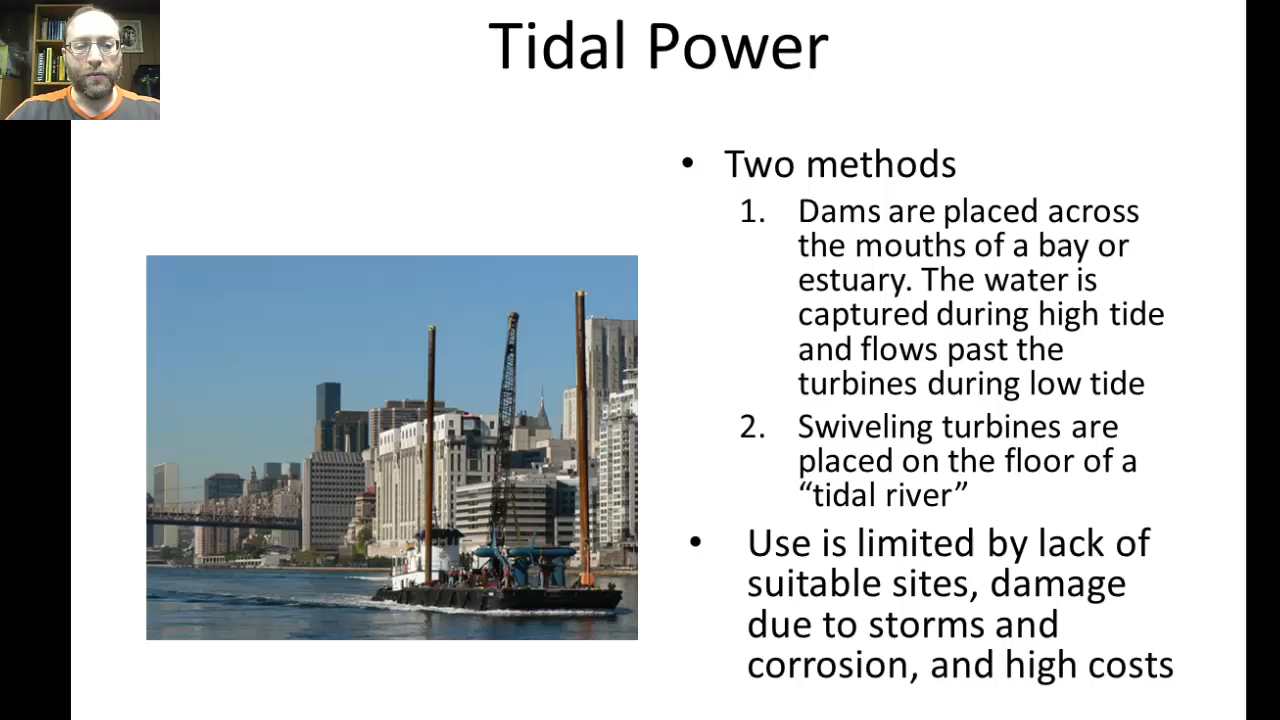 Tidal Power
• Two methods
1. Dams are placed across
the mouths of a bay or
estuary. The water is
captured during high tide
and flows past the
turbines during low tide
2. Swiveling turbines are
placed on the floor of a
“tidal river”
• Use is limited by lack of
suitable sites, damage
due to storms and
corrosion, and high costs